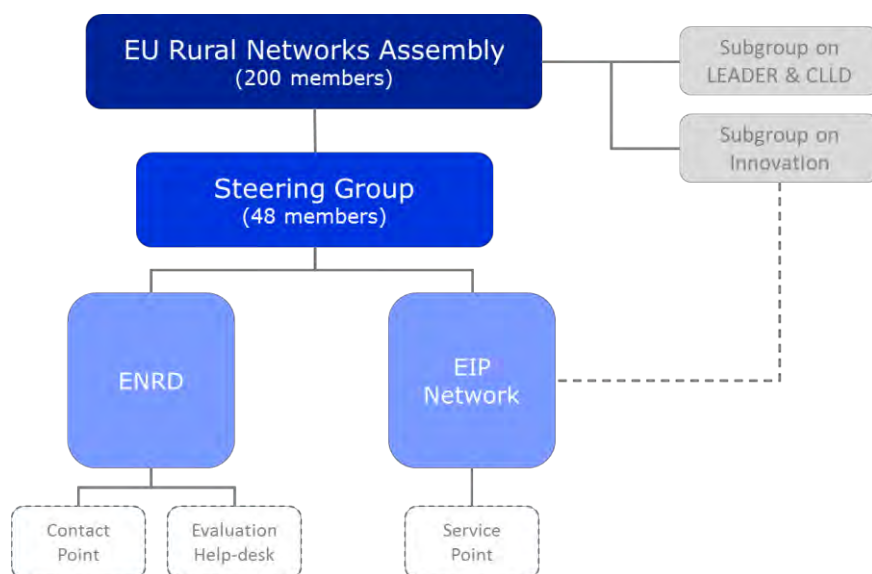 EU Rural Networks Assembly
(200 members)
Subgroup on
LEADER & CLLD
Subgroup on
Innovation
Steering Group
(48 members)
ENRD
EIP
Network
Contact
Point
Evaluation
Help-desk
Service
Point